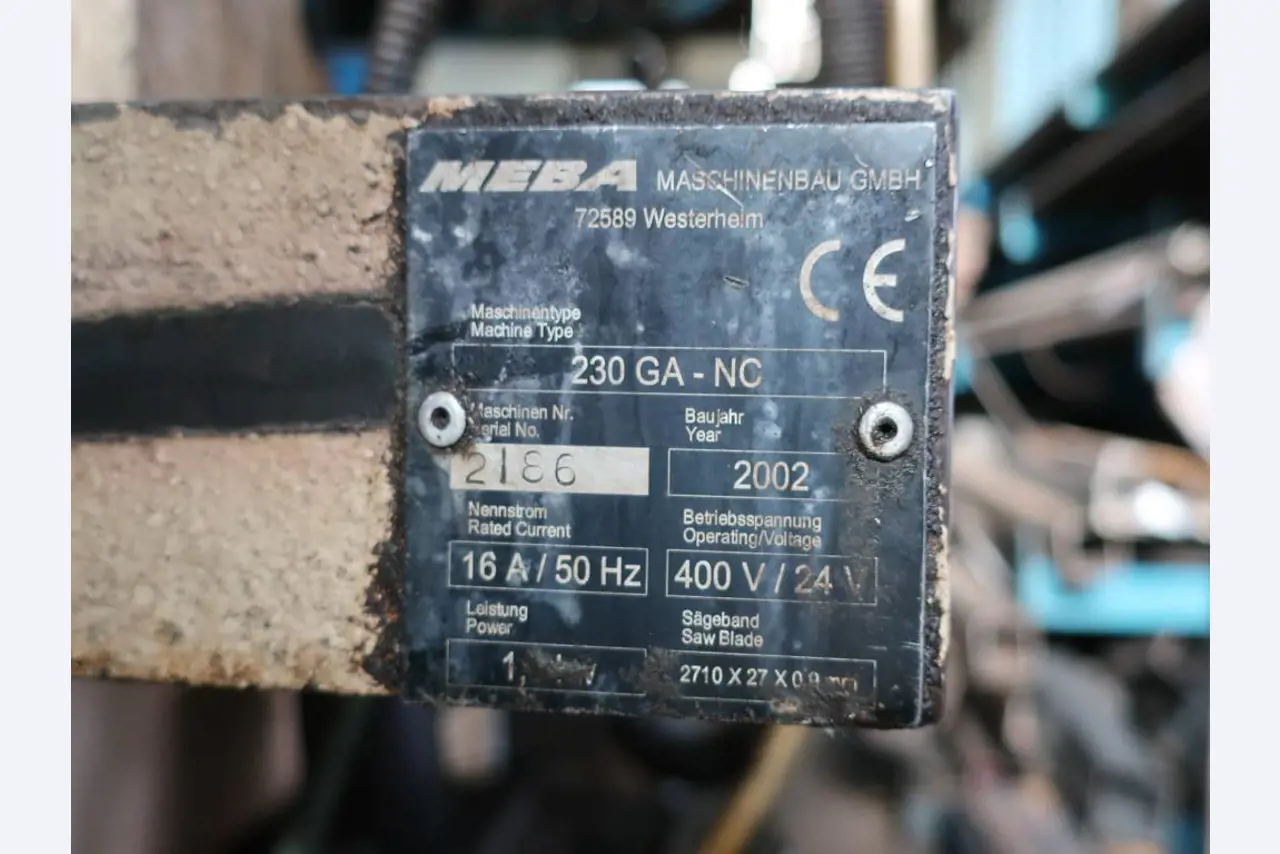 MEBA MASCHINENBAU GMBH
72589 Westerheim
CE
Maschinentype
Machine Type
230 GA - NC
Maschinen Nr.
Serial No.
2186
Baujahr
Year
2002
Nennstrom
Rated Current
16 A / 50 Hz
Betriebsspannung
Operating/Voltage
400 V / 24 V
Leistung
Power
Sägeband
Saw Blade
2710 X 27 X 0,9 mm